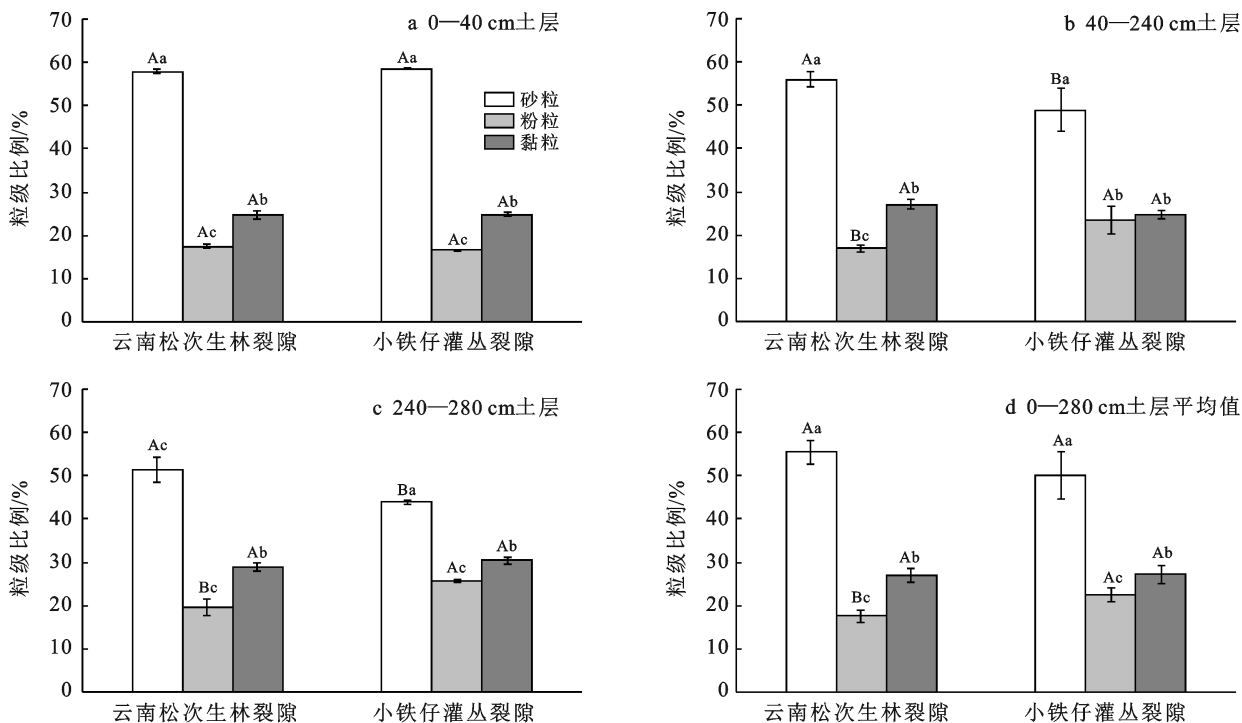 a 0—40 cm土层
粒级比例/%
70
60
50
40
30
20
10
0
Aa
Ac
Ab
Aa
Ac
Ab
砂粒
粉粒
黏粒
云南松次生林裂隙
小铁仔灌丛裂隙
b 40—240 cm土层
粒级比例/%
70
60
50
40
30
20
10
0
Aa
Bc
Ab
Ba
Ab
Ab
云南松次生林裂隙
小铁仔灌丛裂隙
c 240—280 cm土层
粒级比例/%
70
60
50
40
30
20
10
0
Ac
Bc
Ab
Ba
Ac
Ab
云南松次生林裂隙
小铁仔灌丛裂隙
d 0—280 cm土层平均值
粒级比例/%
70
60
50
40
30
20
10
0
Aa
Bc
Ab
Aa
Ac
Ab
云南松次生林裂隙
小铁仔灌丛裂隙